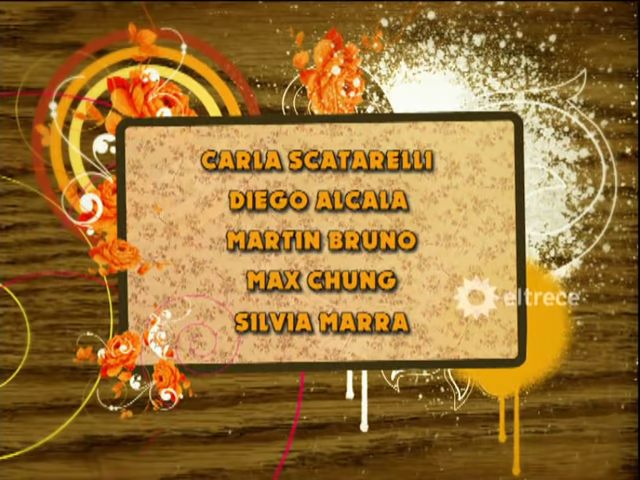 CARLA SCATARELLI
DIEGO ALCALA
MARTIN BRUNO
MAX CHUNG
SILVIA MARRA
eltrece